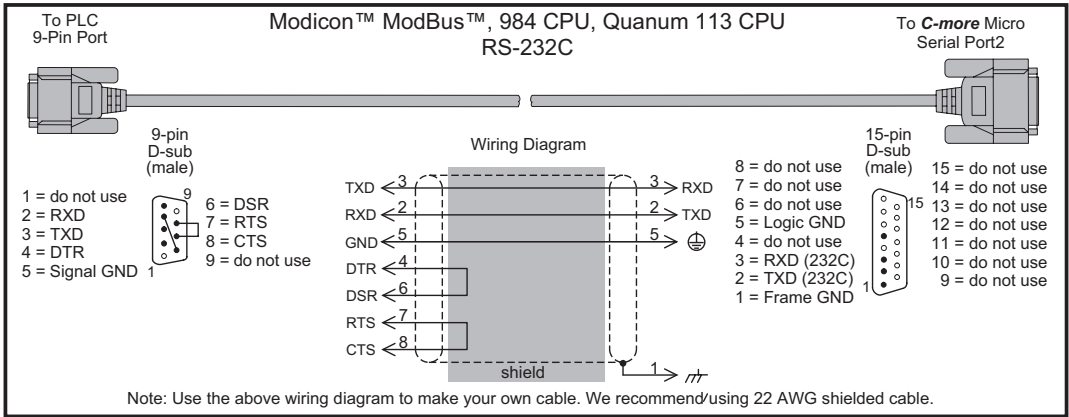 To PLC
9-Pin Port
Modicon™ ModBus™, 984 CPU, Quanum 113 CPU
RS-232C
To C-more Micro
Serial Port2
9-pin
D-sub
(male)
1 = do not use
2 = RXD
3 = TXD
4 = DTR
5 = Signal GND
9
1
6 = DSR
7 = RTS
8 = CTS
9 = do not use
Wiring Diagram
TXD 3 3 RXD
RXD 2 2 TXD
GND 5 5
DTR 4
DSR 6
RTS 7
CTS 8
shield
1
8 = do not use
7 = do not use
6 = do not use
5 = Logic GND
4 = do not use
3 = RXD (232C)
2 = TXD (232C)
1 = Frame GND
15-pin
D-sub
(male)
15
1
15 = do not use
14 = do not use
13 = do not use
12 = do not use
11 = do not use
10 = do not use
9 = do not use
Note: Use the above wiring diagram to make your own cable. We recommend using 22 AWG shielded cable.